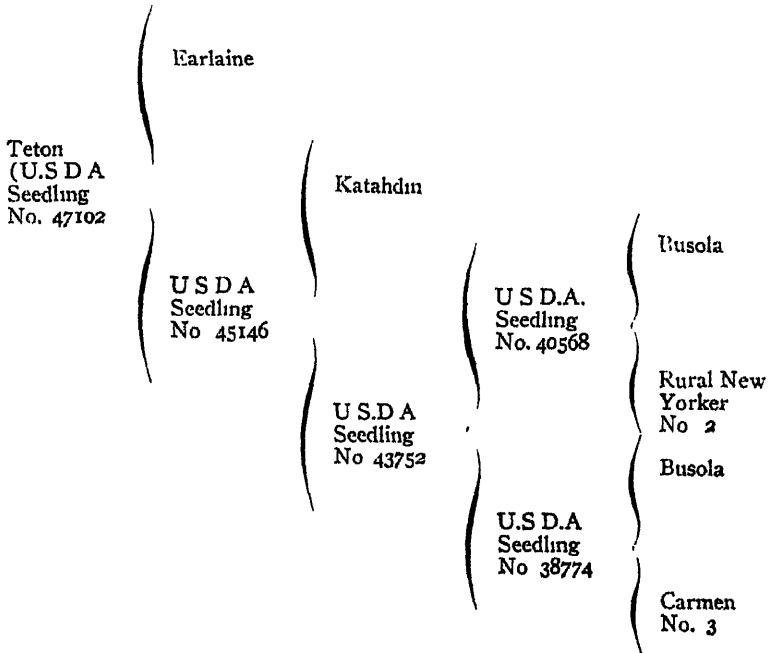 Earlaine
Teton
(U.S D A
Seedling
No. 47102
Katahdin
U S D A
Seedling
No 45146
Busola
U S D.A.
Seedling
No. 40568
Rural New
Yorker
No 2
U S.D A
Seedling
No 43752
Busola
U.S D.A
Seedling
No 38774
Carmen
No. 3